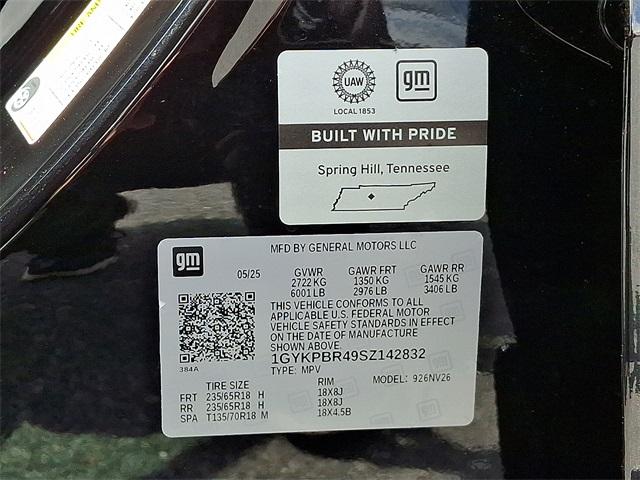 UAW
gm
LOCAL 1853
BUILT WITH PRIDE
Spring Hill, Tennessee
gm
MFD BY GENERAL MOTORS LLC
05/25 GVWR GAWR FRT GAWR RR
2722 KG 1350 KG 1545 KG
6001 LB 2976 LB 3406 LB
THIS VEHICLE CONFORMS TO ALL
APPLICABLE U.S. FEDERAL MOTOR
VEHICLE SAFETY STANDARDS IN EFFECT
ON THE DATE OF MANUFACTURE
SHOWN ABOVE.
1GYKPBR49SZ142832
384A
TYPE: MPV
TIRE SIZE RIM MODEL: 926NV26
FRT 235/65R18 H 18X8J
RR 235/65R18 H 18X8J
SPA T135/70R18 M 18X4.5B